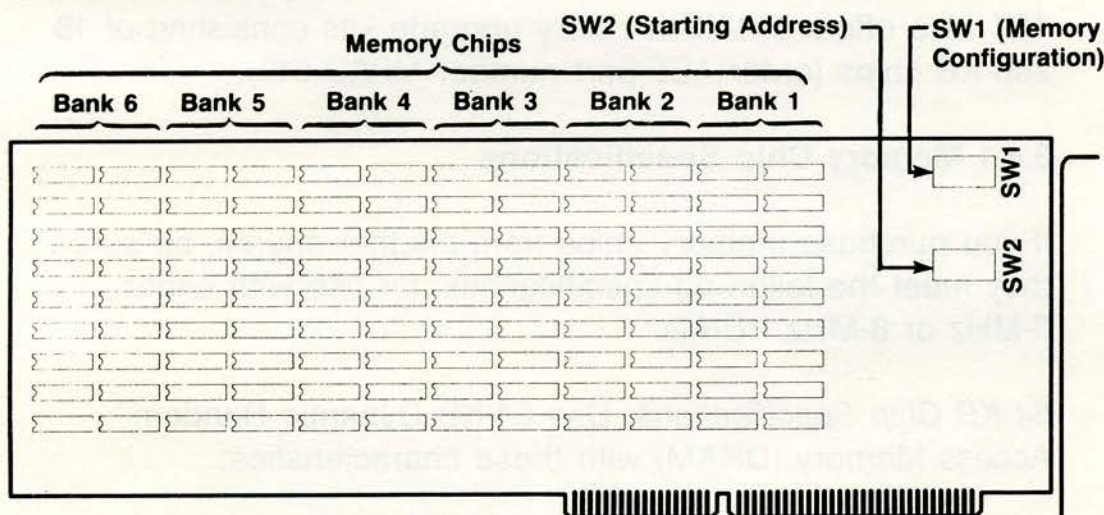 SW2 (Starting Address)
SW1 (Memory
Configuration)
Memory Chips
Bank 6 Bank 5 Bank 4 Bank 3 Bank 2 Bank 1
SW1
SW2